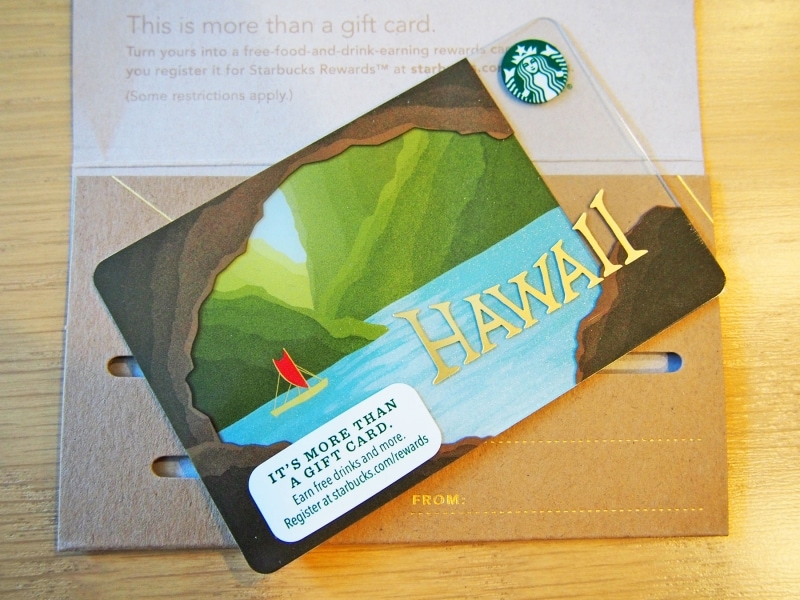 This is more than a gift card.
Turn yours into a free-food-and-drink-earning rewards
you register it for Starbucks Rewards™ at
(Some restrictions apply.)
HAWAII
IT'S MORE THAN
A GIFT CARD.
Earn free drinks and more.
Register at starbucks.com/rewards
FROM: